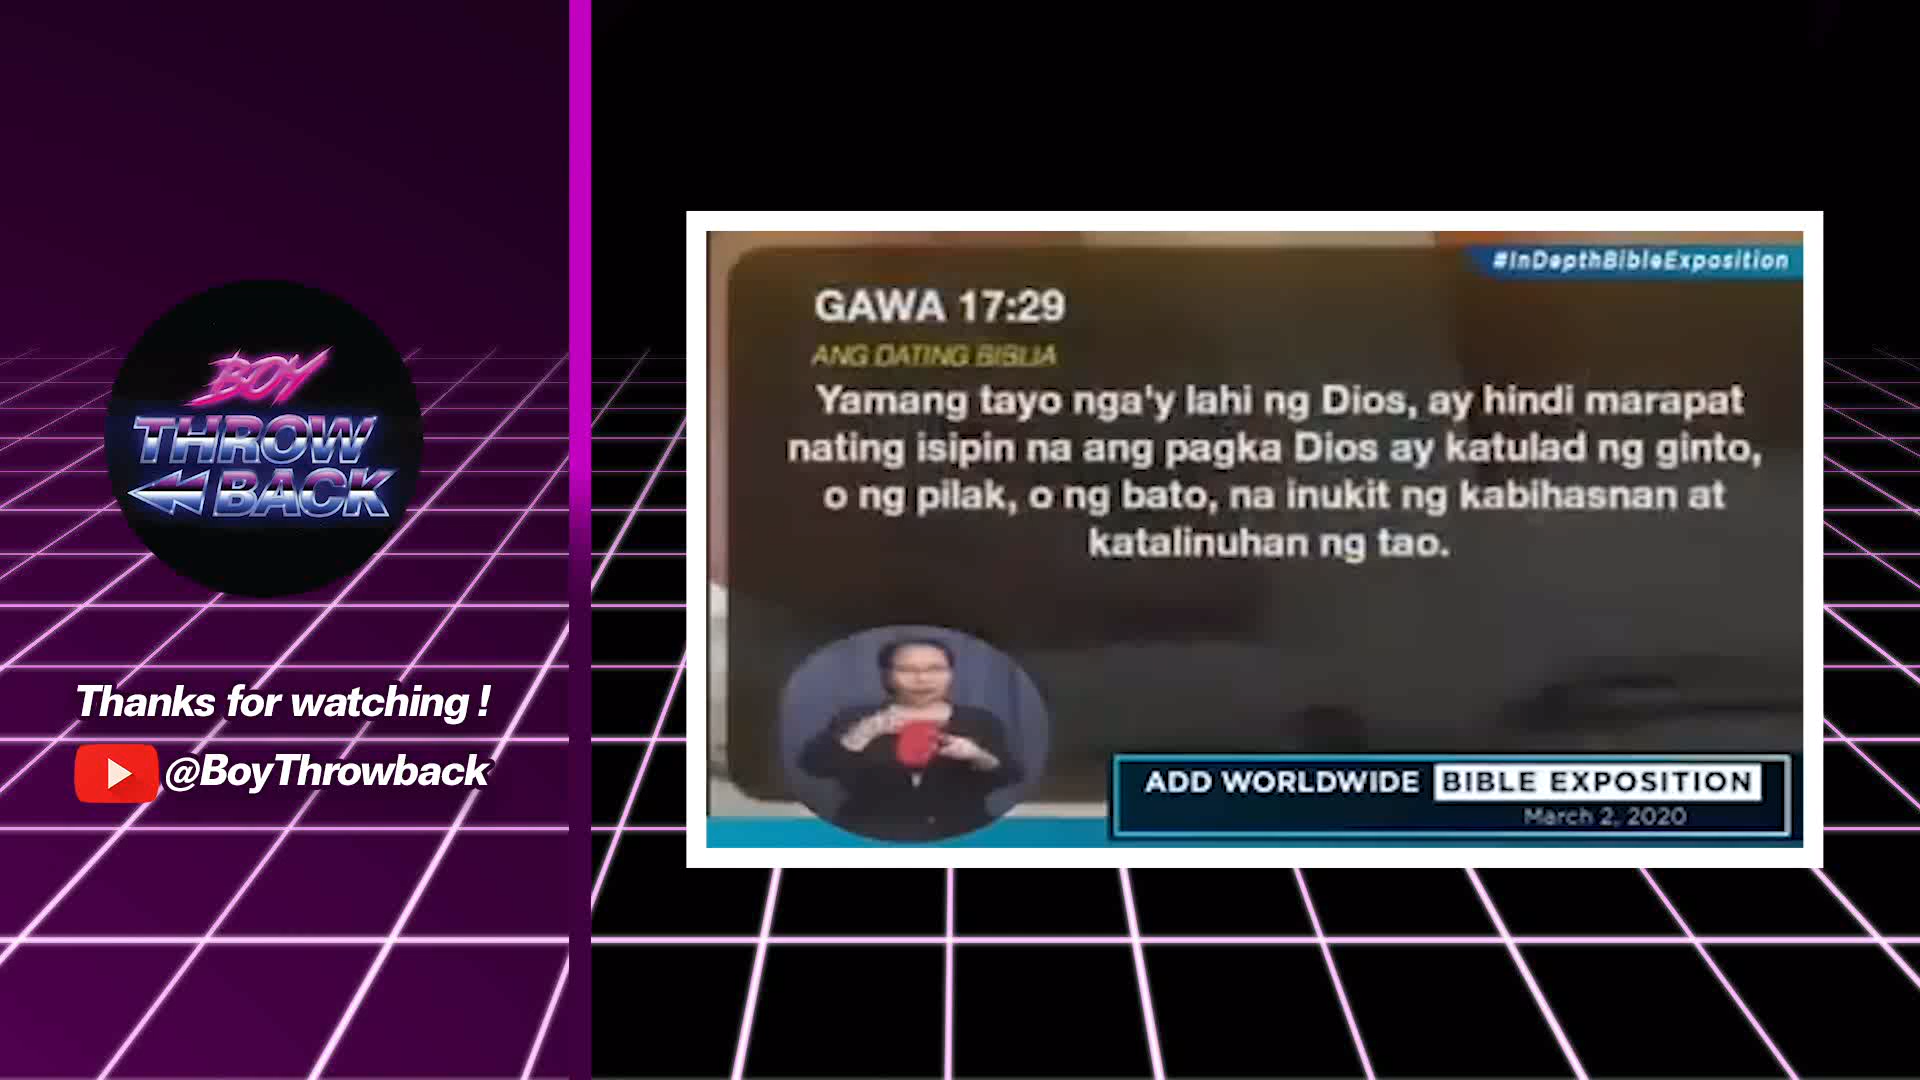 BOY
THROW
BACK
Thanks for watching !
@BoyThrowback
#InDepthBibleExposition
GAWA 17:29
ANG DATING BIBLIA
Yamang tayo nga'y lahi ng Dios, ay hindi marapat
nating isipin na ang pagka Dios ay katulad ng ginto,
o ng pilak, o ng bato, na inukit ng kabihasnan at
katalinuhan ng tao.
ADD WORLDWIDE BIBLE EXPOSITION
March 2, 2020